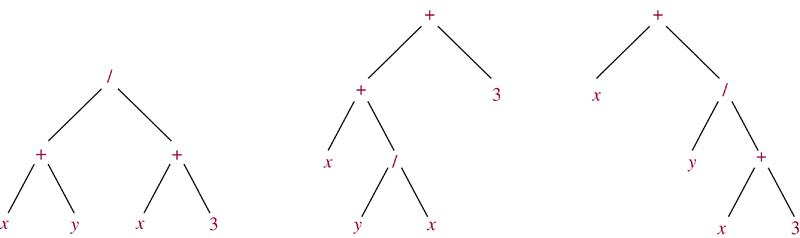 + +
/ + 3 x /
+ + x / y +
x y x 3 y x x 3